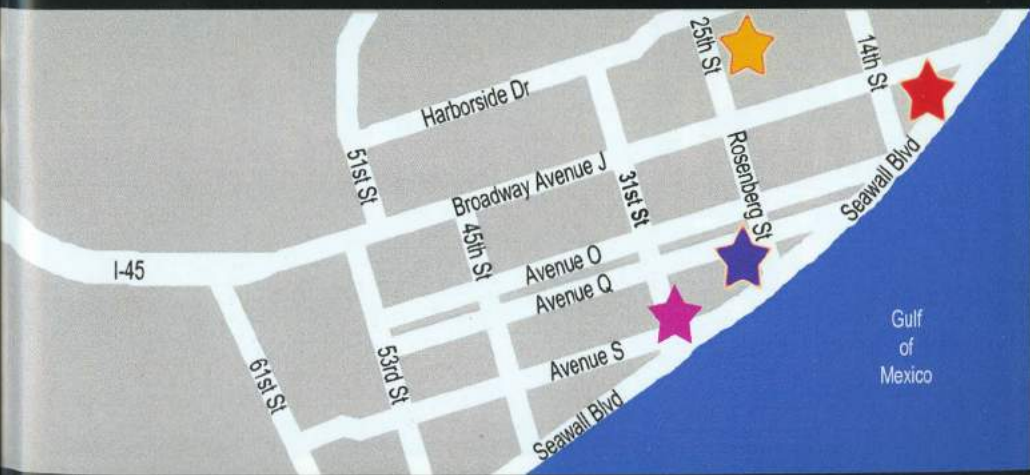 25th St
14th St
Harborside Dr
51st St
Broadway Avenue J
31st St
Rosenberg St
Seawall Blvd
45th St
Avenue O
I-45
Avenue Q
Gulf
of
Mexico
61st St
53rd St
Avenue S
Seawall Blvd